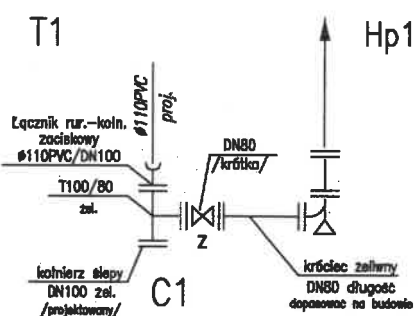 T1
Hp1
ø110PVC
proj.
Łącznik rur.-kołn.
zaciskowy
ø110PVC/DN100
DN80
/krótka/
T100/80
żel.
Z
kołnierz ślepy
DN100 żel.
/projektowany/
C1
króciec żeliwny
DN80 długość
dopasować na budowie